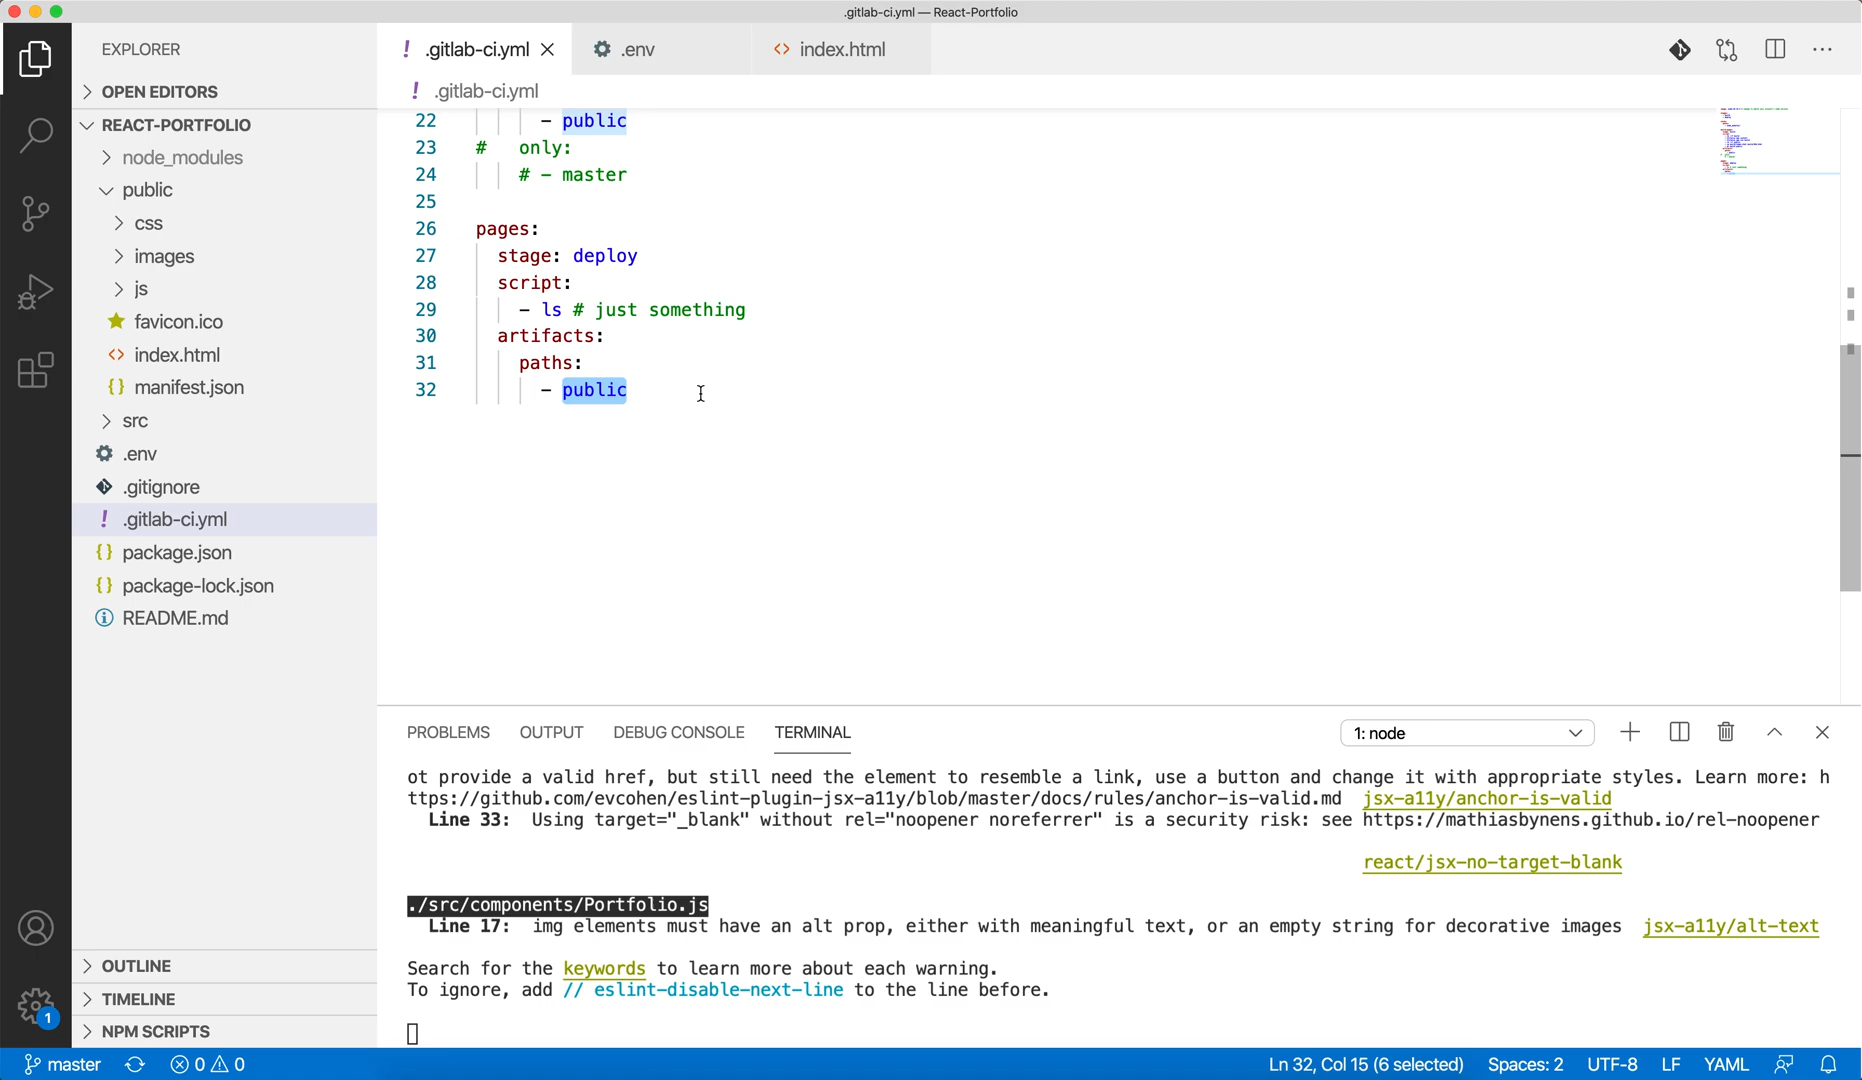 .gitlab-ci.yml — React-Portfolio
EXPLORER
OPEN EDITORS
REACT-PORTFOLIO
node_modules
public
css
images
js
favicon.ico
index.html
manifest.json
src
.env
.gitignore
.gitlab-ci.yml
package.json
package-lock.json
README.md
OUTLINE
TIMELINE
NPM SCRIPTS
! .gitlab-ci.yml .env <> index.html
! .gitlab-ci.yml
22 - public
23 # only:
24 # - master
25
26 pages:
27 stage: deploy
28 script:
29 - ls # just something
30 artifacts:
31 paths:
32 - public
PROBLEMS OUTPUT DEBUG CONSOLE TERMINAL 1: node
ot provide a valid href, but still need the element to resemble a link, use a button and change it with appropriate styles. Learn more: h
ttps://github.com/evcohen/eslint-plugin-jsx-a11y/blob/master/docs/rules/anchor-is-valid.md jsx-a11y/anchor-is-valid
Line 33: Using target="_blank" without rel="noopener noreferrer" is a security risk: see https://mathiasbynens.github.io/rel-noopener
react/jsx-no-target-blank
./src/components/Portfolio.js
Line 17: img elements must have an alt prop, either with meaningful text, or an empty string for decorative images jsx-a11y/alt-text
Search for the keywords to learn more about each warning.
To ignore, add // eslint-disable-next-line to the line before.
1
master 0 0 Ln 32, Col 15 (6 selected) Spaces: 2 UTF-8 LF YAML